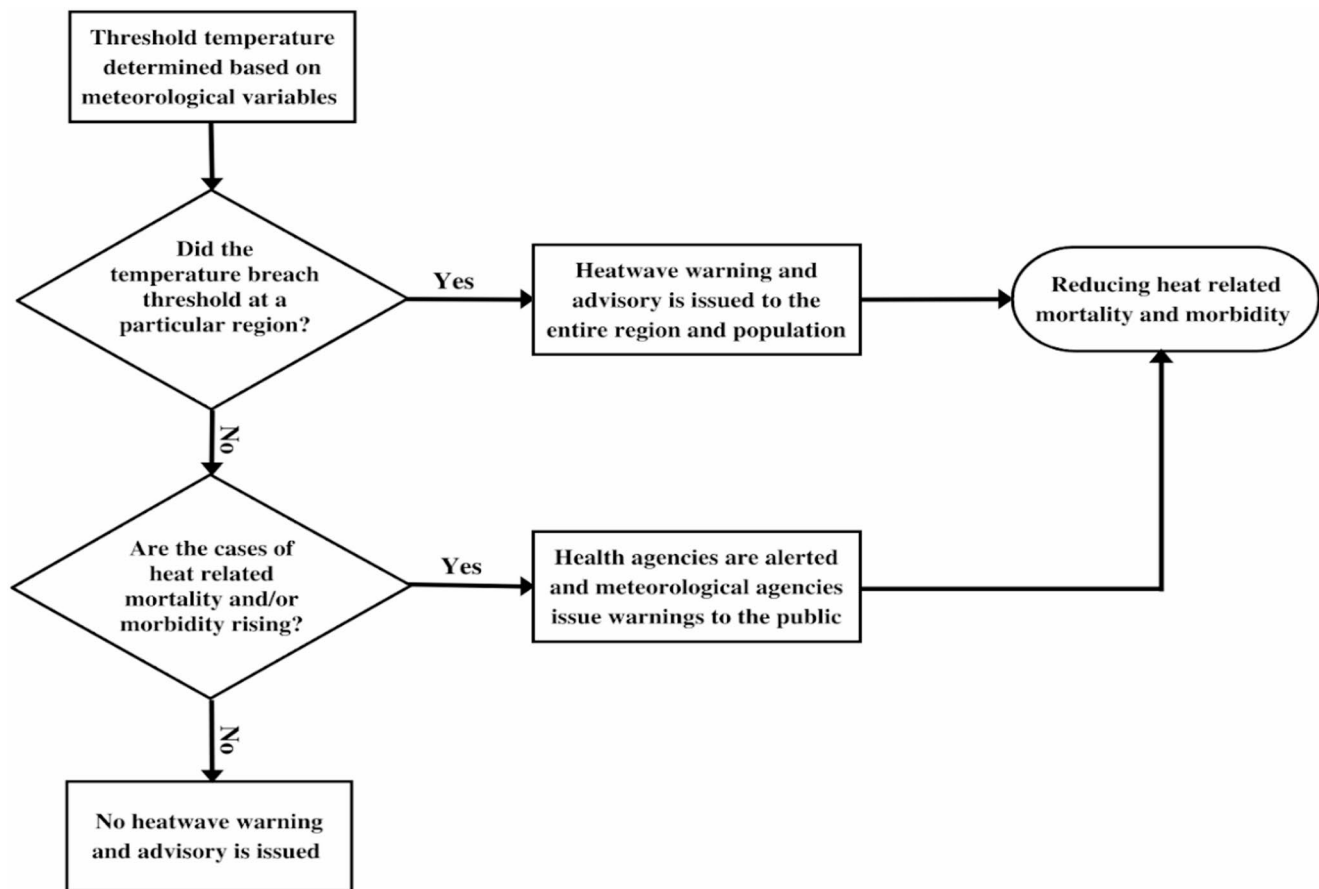 Threshold temperature
determined based on
meteorological variables
Did the
temperature breach
threshold at a
particular region?
Yes
Heatwave warning and
advisory is issued to the
entire region and population
Reducing heat related
mortality and morbidity
No
Are the cases of
heat related
mortality and/or
morbidity rising?
Yes
Health agencies are alerted
and meteorological agencies
issue warnings to the public
No
No heatwave warning
and advisory is issued